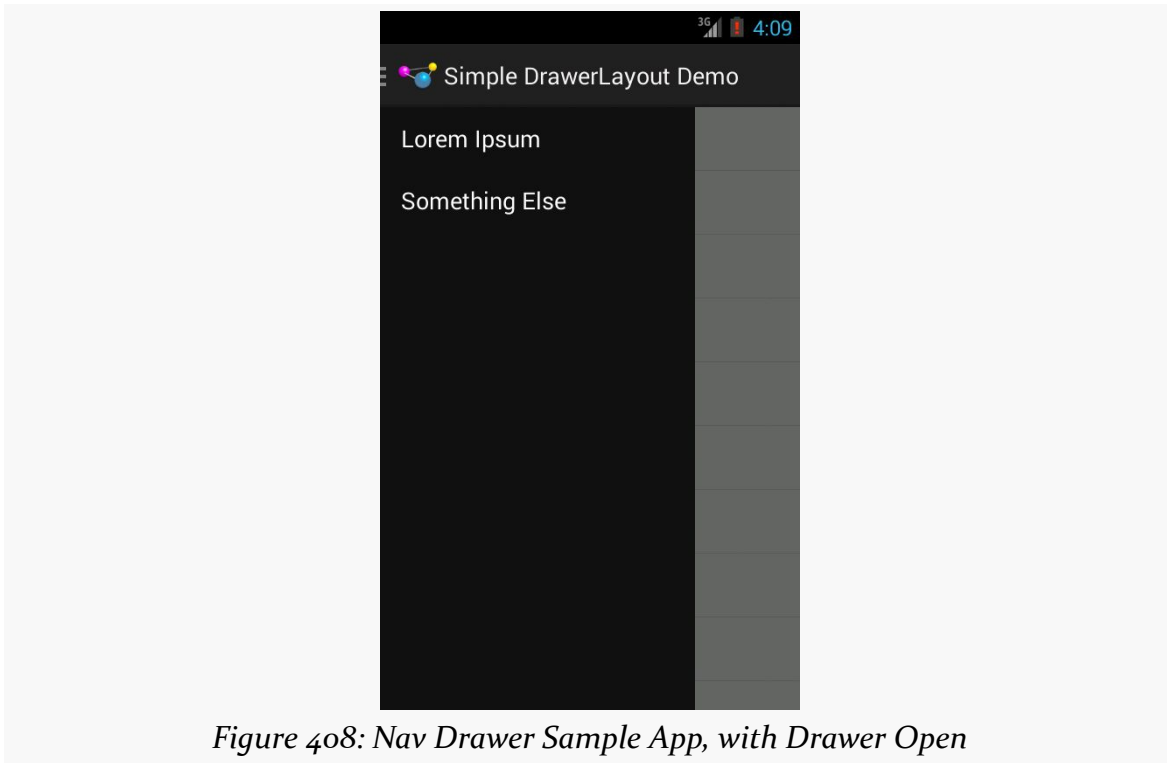 3G 4:09
Simple DrawerLayout Demo
Lorem Ipsum
Something Else
Figure 408: Nav Drawer Sample App, with Drawer Open